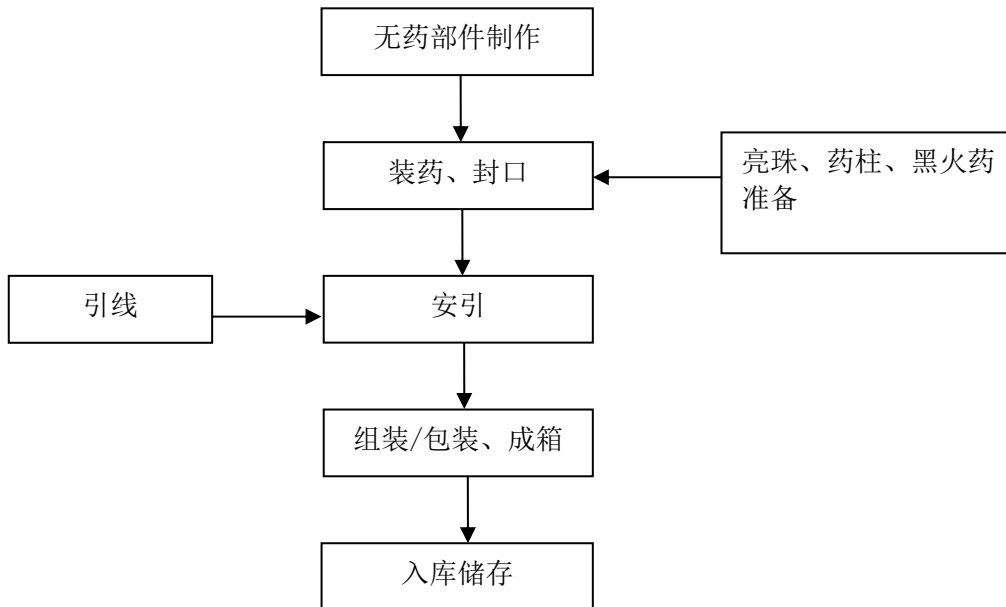 无药部件制作
装药、封口
亮珠、药柱、黑火药
准备
引线
安引
组装/包装、成箱
入库储存